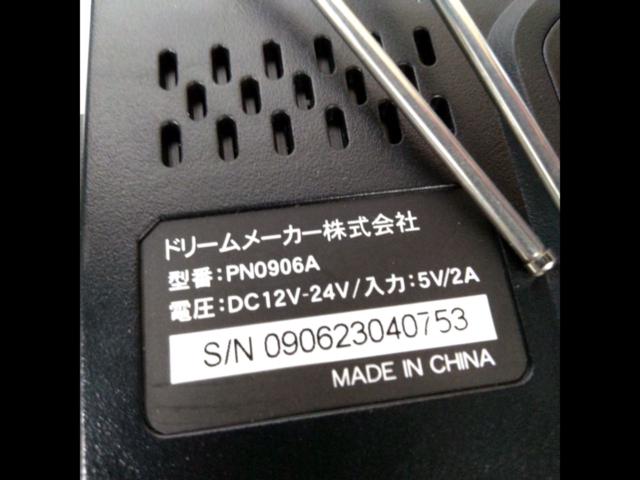 ドリームメーカー株式会社
型番:PN0906A
電圧:DC12V-24V/入力:5V/2A
S/N 090623040753
MADE IN CHINA